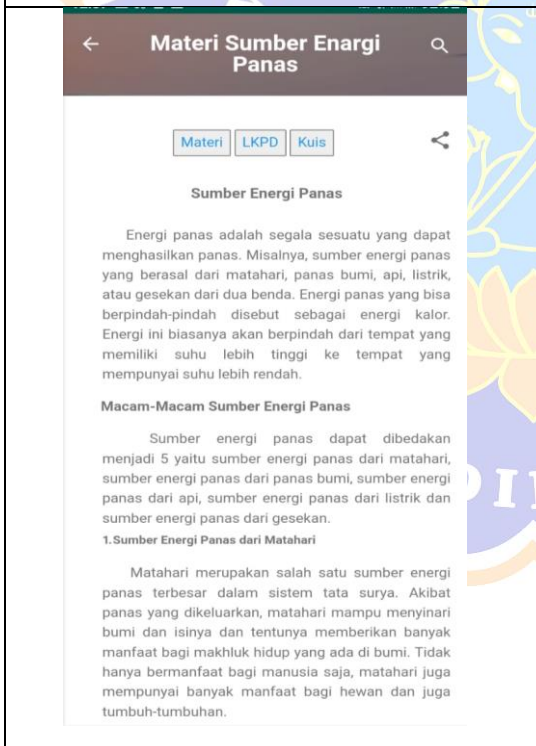 Materi Sumber Enargi
Panas
Materi LKPD Kuis
Sumber Energi Panas
Energi panas adalah segala sesuatu yang dapat
menghasilkan panas. Misalnya, sumber energi panas
yang berasal dari matahari, panas bumi, api, listrik,
atau gesekan dari dua benda. Energi panas yang bisa
berpindah-pindah disebut sebagai energi kalor.
Energi ini biasanya akan berpindah dari tempat yang
memiliki suhu lebih tinggi ke tempat yang
mempunyai suhu lebih rendah.
Macam-Macam Sumber Energi Panas
Sumber energi panas dapat dibedakan
menjadi 5 yaitu sumber energi panas dari matahari,
sumber energi panas dari panas bumi, sumber energi
panas dari api, sumber energi panas dari listrik dan
sumber energi panas dari gesekan.
1.Sumber Energi Panas dari Matahari
Matahari merupakan salah satu sumber energi
panas terbesar dalam sistem tata surya. Akibat
panas yang dikeluarkan, matahari mampu menyinari
bumi dan isinya dan tentunya memberikan banyak
manfaat bagi makhluk hidup yang ada di bumi. Tidak
hanya bermanfaat bagi manusia saja, matahari juga
mempunyai banyak manfaat bagi hewan dan juga
tumbuh-tumbuhan.